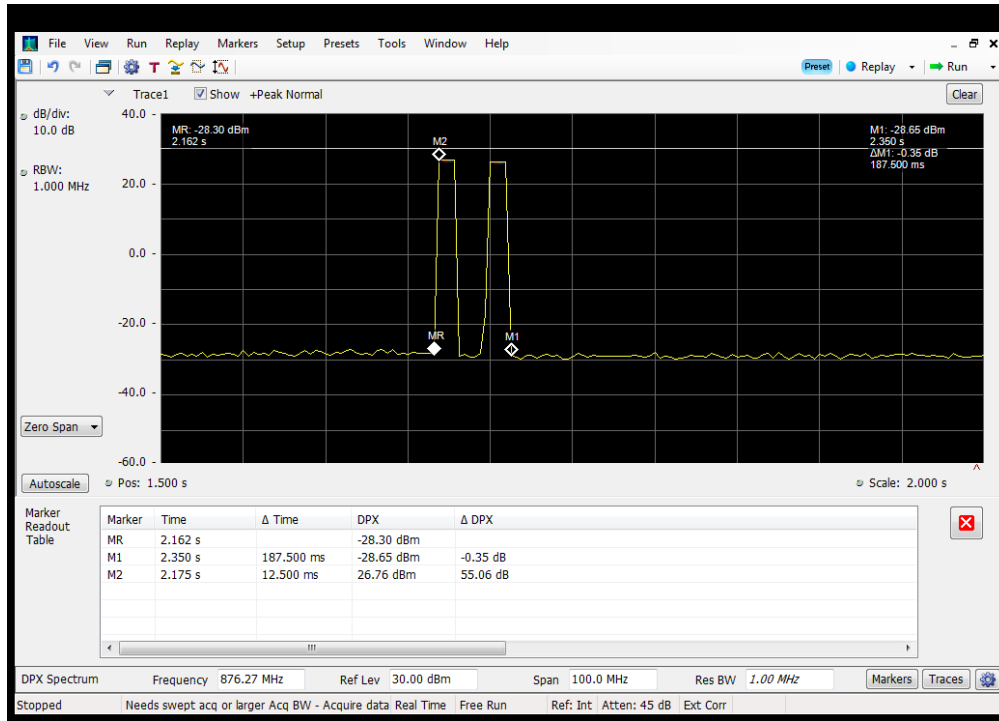 File View Run Replay Markers Setup Presets Tools Window Help
T Preset Replay Run
Trace1 Show +Peak Normal Clear
dB/div:
10.0 dB
RBW:
1.000 MHz
40.0
20.0
0.0
-20.0
-40.0
-60.0
MR: -28.30 dBm
2.162 s
M2
M1: -28.65 dBm
2.350 s
ΔM1: -0.35 dB
187.500 ms
MR
M1
Zero Span
Autoscale Pos: 1.500 s Scale: 2.000 s
Marker
Readout
Table
Marker Time Δ Time DPX Δ DPX
MR 2.162 s -28.30 dBm
M1 2.350 s 187.500 ms -28.65 dBm -0.35 dB
M2 2.175 s 12.500 ms 26.76 dBm 55.06 dB
DPX Spectrum Frequency 876.27 MHz Ref Lev 30.00 dBm Span 100.0 MHz Res BW 1.00 MHz Markers Traces
Stopped Needs swept acq or larger Acq BW - Acquire data Real Time Free Run Ref: Int Atten: 45 dB Ext Corr